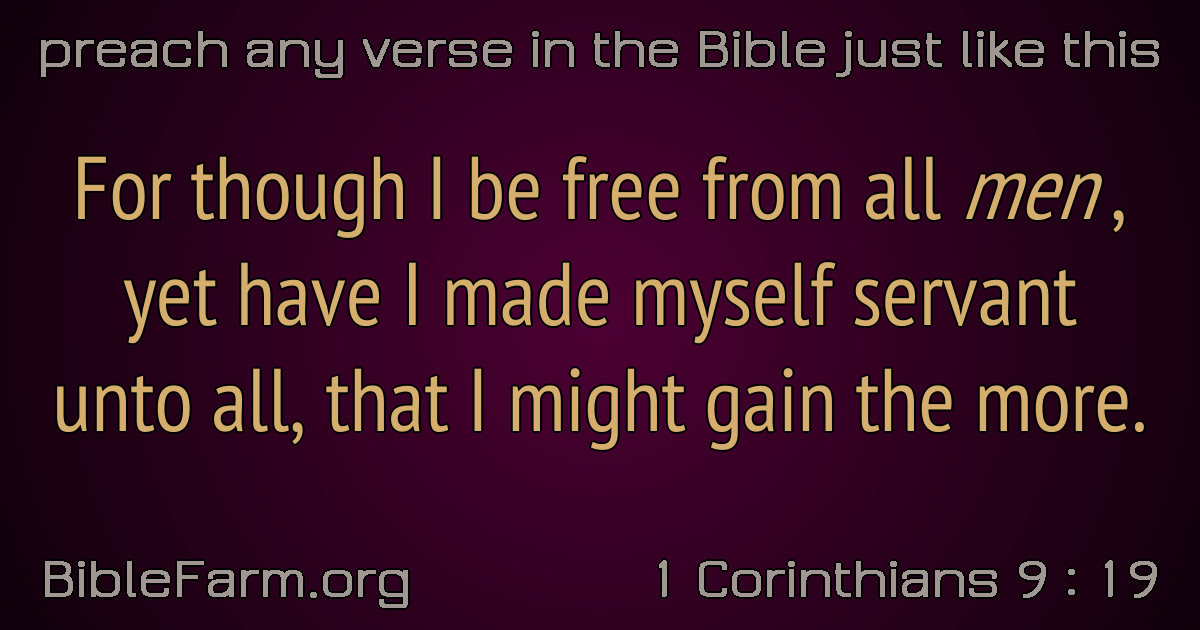 preach any verse in the Bible just like this
For though I be free from all men,
yet have I made myself servant
unto all, that I might gain the more.
BibleFarm.org
1 Corinthians 9 : 19